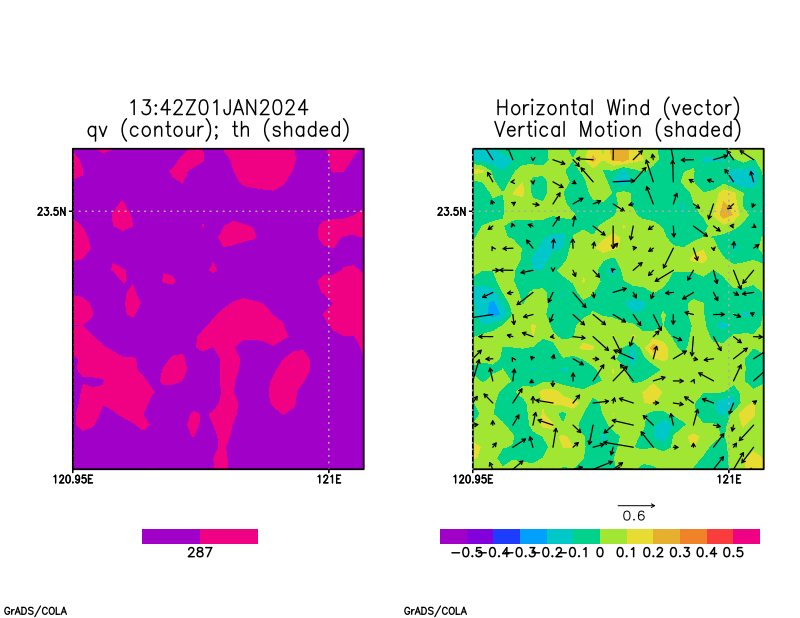 13:42Z01JAN2024
qv (contour); th (shaded)
23.5N
120.95E
121E
287
Horizontal Wind (vector)
Vertical Motion (shaded)
23.5N
120.95E
121E
0.6
-0.5 -0.4 -0.3 -0.2 -0.1 0 0.1 0.2 0.3 0.4 0.5
GrADS/COLA
GrADS/COLA